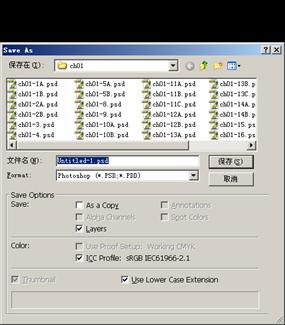 Save As
保存在(I): ch01
ch01-1A.psd ch01-5A.psd ch01-11A.psd ch01-13B.p
ch01-1B.psd ch01-5B.psd ch01-11B.psd ch01-13C.p
ch01-2A.psd ch01-8.psd ch01-11C.psd ch01-14A.p
ch01-2B.psd ch01-9.psd ch01-12A.psd ch01-14B.p
ch01-3.psd ch01-10A.psd ch01-12B.psd ch01-15.ps
ch01-4.psd ch01-10B.psd ch01-13A.psd ch01-16.ps
文件名(N): Untitled-1.psd 保存(S)
Format: Photoshop (*.PSD;*.PDD) 取消
Save Options
Save: As a Copy Annotations
Alpha Channels Spot Colors
Layers
Color: Use Proof Setup: Working CMYK
ICC Profile: sRGB IEC61966-2.1
Thumbnail Use Lower Case Extension